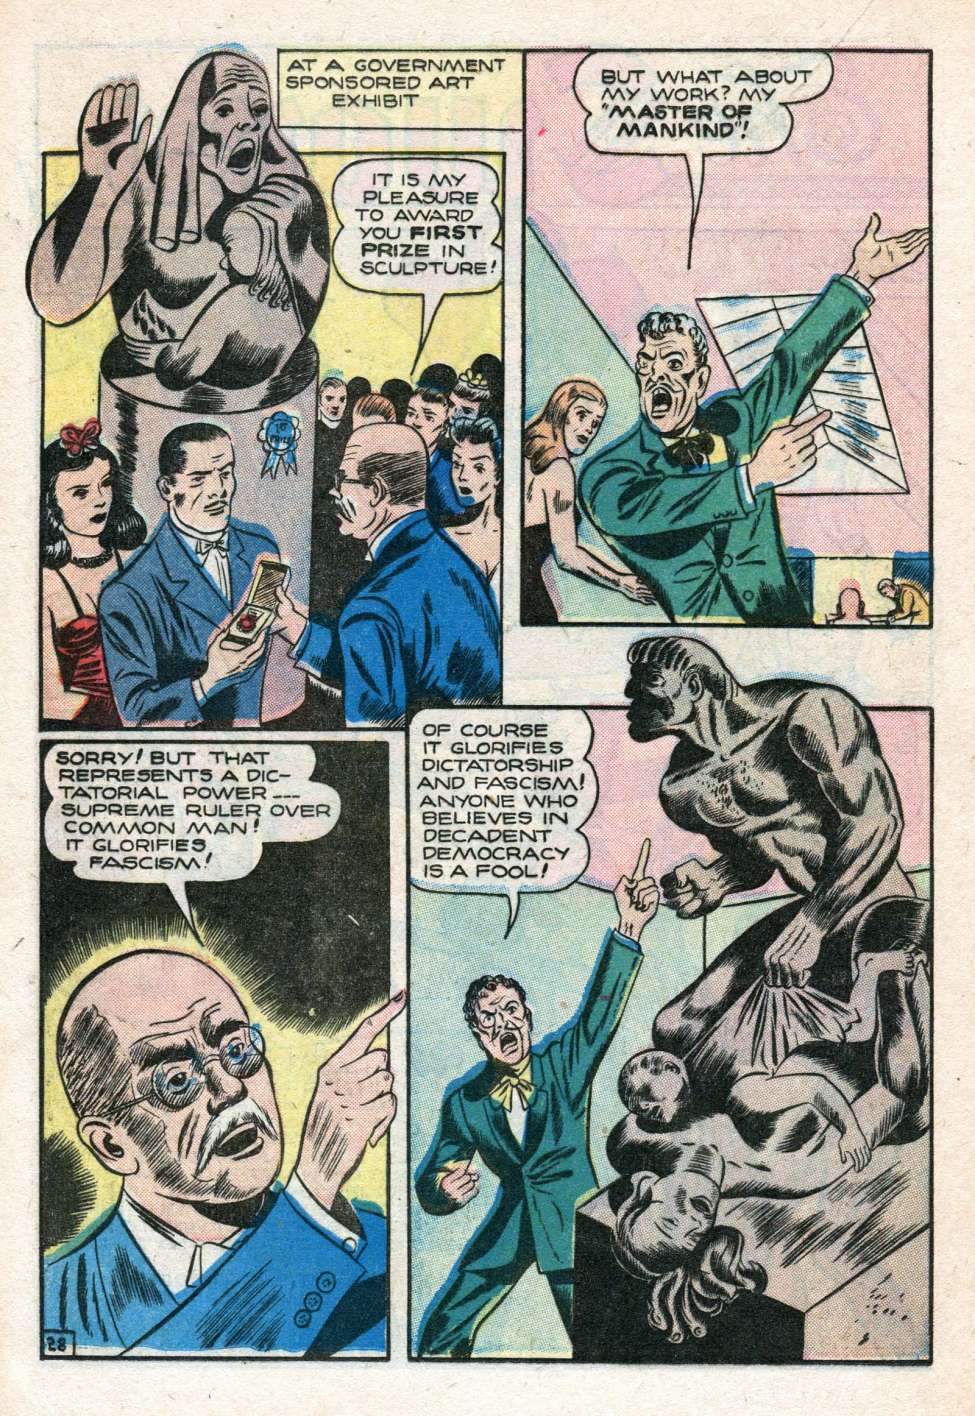 AT A GOVERNMENT
SPONSORED ART
EXHIBIT
IT IS MY
PLEASURE
TO AWARD
YOU FIRST
PRIZE IN
SCULPTURE!
1ST
PRIZE
BUT WHAT ABOUT
MY WORK? MY
"MASTER OF
MANKIND"!
SORRY! BUT THAT
REPRESENTS A DIC-
TATORIAL POWER ---
SUPREME RULER OVER
COMMON MAN!
IT GLORIFIES
FASCISM!
OF COURSE
IT GLORIFIES
DICTATORSHIP
AND FASCISM!
ANYONE WHO
BELIEVES IN
DECADENT
DEMOCRACY
IS A FOOL!
28